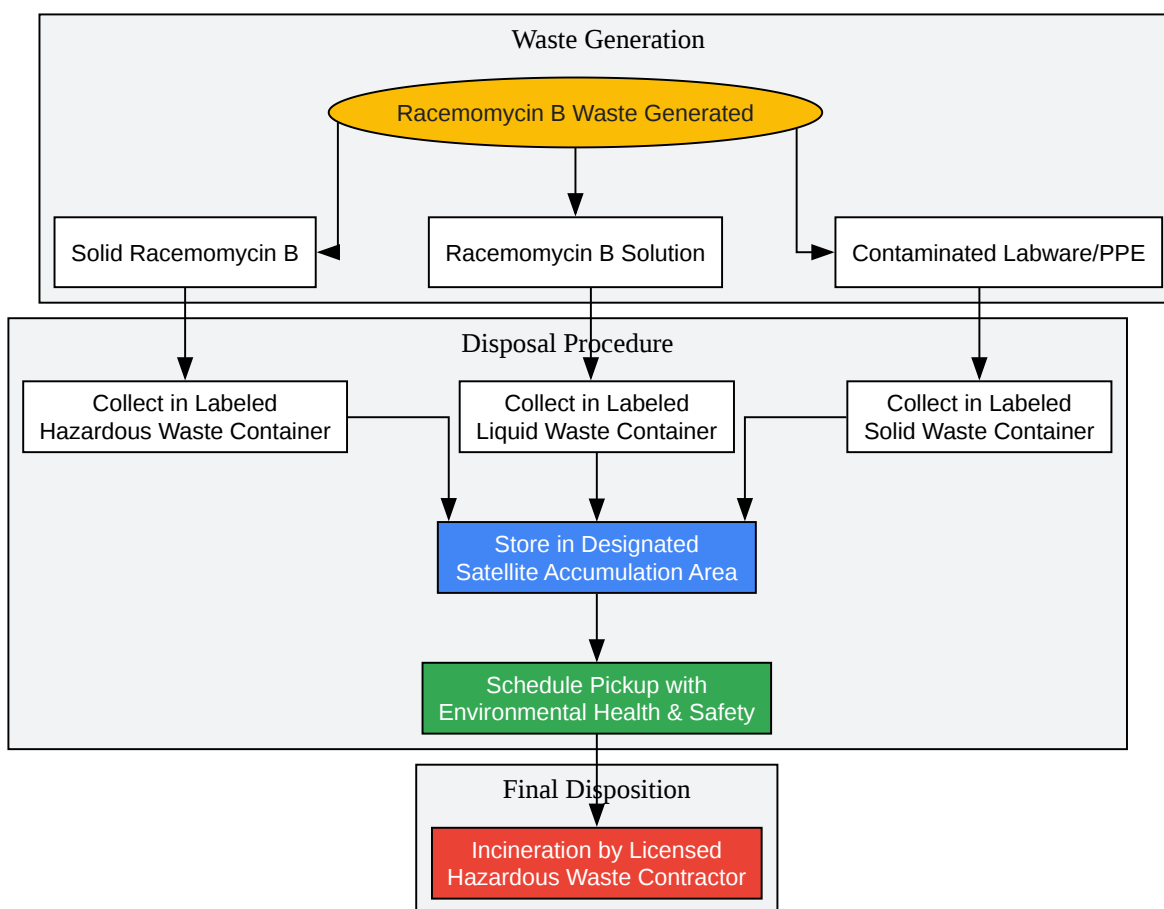 Waste Generation
Racemomycin B Waste Generated
Solid Racemomycin B
Racemomycin B Solution
Contaminated Labware/PPE
Disposal Procedure
Collect in Labeled
Hazardous Waste Container
Collect in Labeled
Liquid Waste Container
Collect in Labeled
Solid Waste Container
Store in Designated
Satellite Accumulation Area
Schedule Pickup with
Environmental Health & Safety
Final Disposition
Incineration by Licensed
Hazardous Waste Contractor